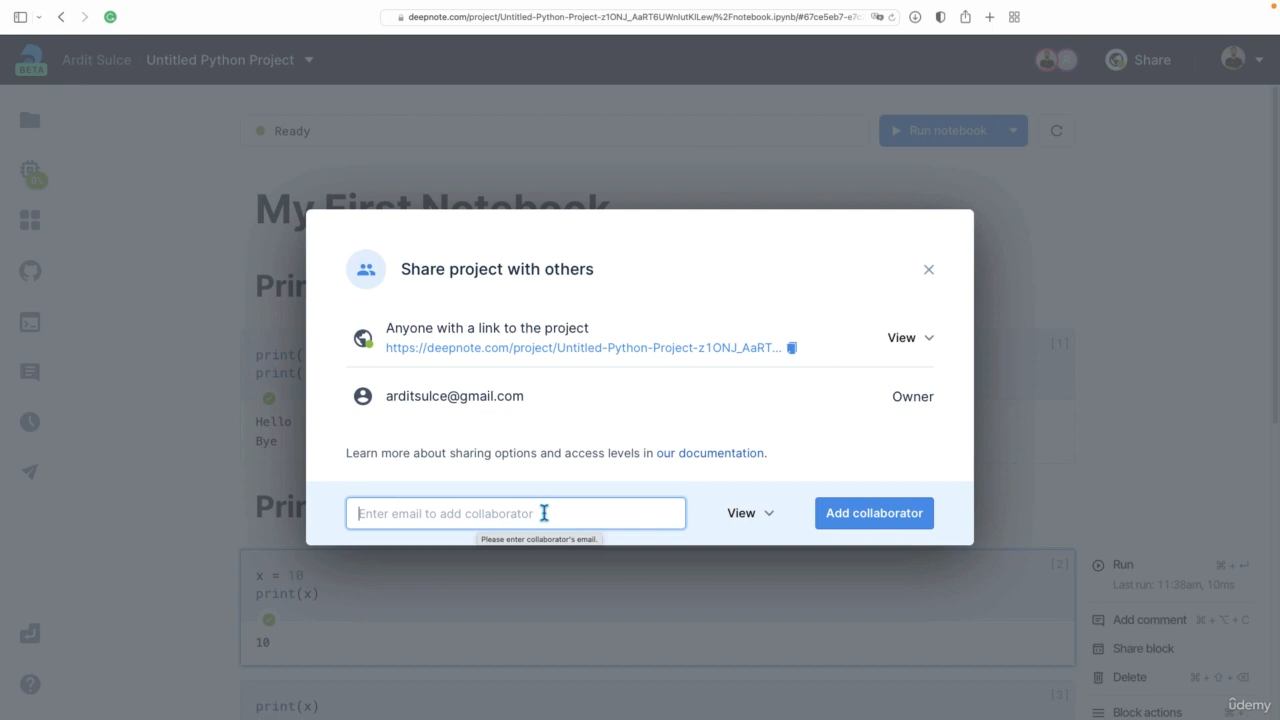 deepnote.com/project/Untitled-Python-Project-z1ONJ_AaRT6UWnlutKlLew/%2Fnotebook.ipynb/#67ce5eb7-e7c
BETA
Ardit Sulce
Untitled Python Project
Share
Ready
Run notebook
My First Notebook
Prin
[1]
print(
print(
Hello
Bye
Share project with others
Anyone with a link to the project
https://deepnote.com/project/Untitled-Python-Project-z1ONJ_AaRT...
View
arditsulce@gmail.com
Owner
Learn more about sharing options and access levels in our documentation.
Enter email to add collaborator
View
Add collaborator
Please enter collaborator's email.
Prin
[2]
x = 10
print(x)
10
Run ⌘ + ↵
Last run: 11:38am, 10ms
Add comment ⌘ + ⌥ + C
Share block
Delete ⌘ + ⇧ + ⌫
Block actions
[3]
print(x)
ûdemy